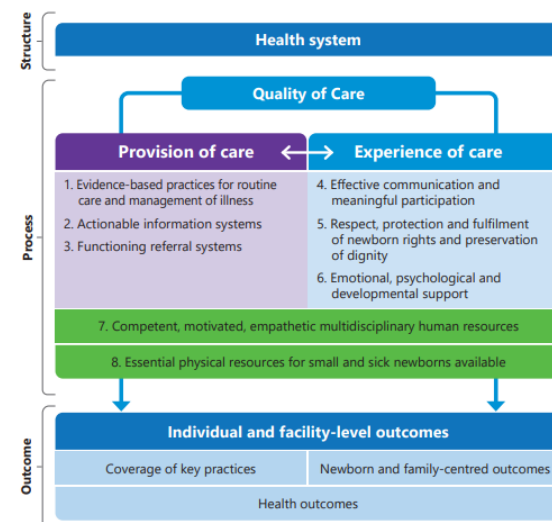 Structure
Health system
Process
Quality of Care
Provision of care
Experience of care
1. Evidence-based practices for routine
care and management of illness
2. Actionable information systems
3. Functioning referral systems
4. Effective communication and
meaningful participation
5. Respect, protection and fulfilment
of newborn rights and preservation
of dignity
6. Emotional, psychological and
developmental support
7. Competent, motivated, empathetic multidisciplinary human resources
8. Essential physical resources for small and sick newborns available
Outcome
Individual and facility-level outcomes
Coverage of key practices
Newborn and family-centred outcomes
Health outcomes